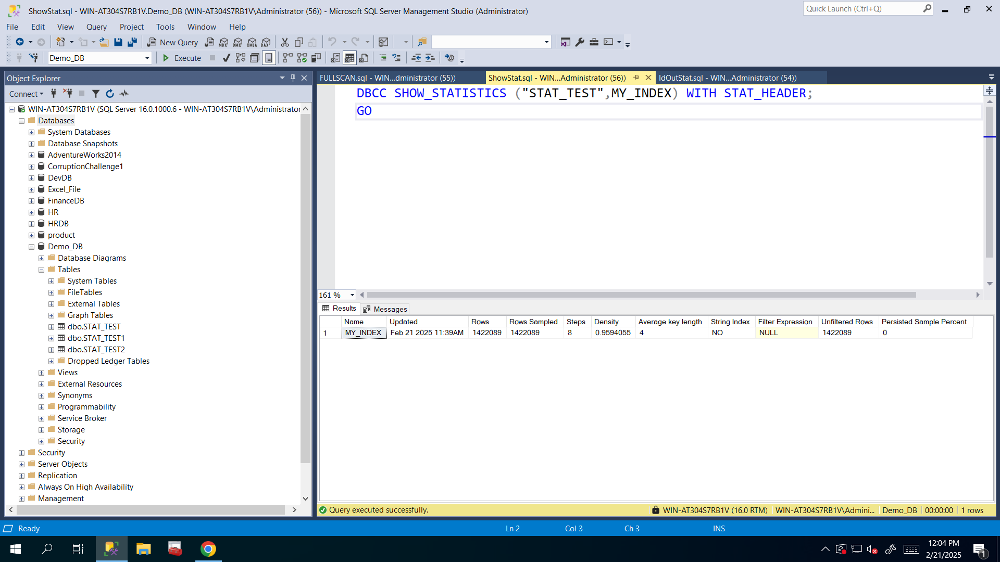 ShowStat.sql - WIN-AT304S7RB1V.Demo_DB (WIN-AT304S7RB1V\Administrator (56)) - Microsoft SQL Server Management Studio (Administrator)
Quick Launch (Ctrl+Q)
File Edit View Query Project Tools Window Help
New Query
MDX DMX XMLA DAX
Demo_DB
Execute
Object Explorer
Connect
WIN-AT304S7RB1V (SQL Server 16.0.1000.6 - WIN-AT304S7RB1V\Administrator
Databases
System Databases
Database Snapshots
AdventureWorks2014
CorruptionChallenge1
DevDB
Excel_File
FinanceDB
HR
HRDB
product
Demo_DB
Database Diagrams
Tables
System Tables
FileTables
External Tables
Graph Tables
dbo.STAT_TEST
dbo.STAT_TEST1
dbo.STAT_TEST2
Dropped Ledger Tables
Views
External Resources
Synonyms
Programmability
Service Broker
Storage
Security
Security
Server Objects
Replication
Always On High Availability
Management
FULLSCAN.sql - WIN...dministrator (55))
ShowStat.sql - WIN...Administrator (56))
IdOutStat.sql - WIN...Administrator (54))
DBCC SHOW_STATISTICS ("STAT_TEST",MY_INDEX) WITH STAT_HEADER;
GO
161 %
Results Messages
Name Updated Rows Rows Sampled Steps Density Average key length String Index Filter Expression Unfiltered Rows Persisted Sample Percent
1 MY_INDEX Feb 21 2025 11:39AM 1422089 1422089 8 0.9594055 4 NO NULL 1422089 0
Query executed successfully.
WIN-AT304S7RB1V (16.0 RTM) WIN-AT304S7RB1V\Admini... Demo_DB 00:00:00 1 rows
Ready
Ln 2 Col 3 Ch 3 INS
12:04 PM
2/21/2025
1